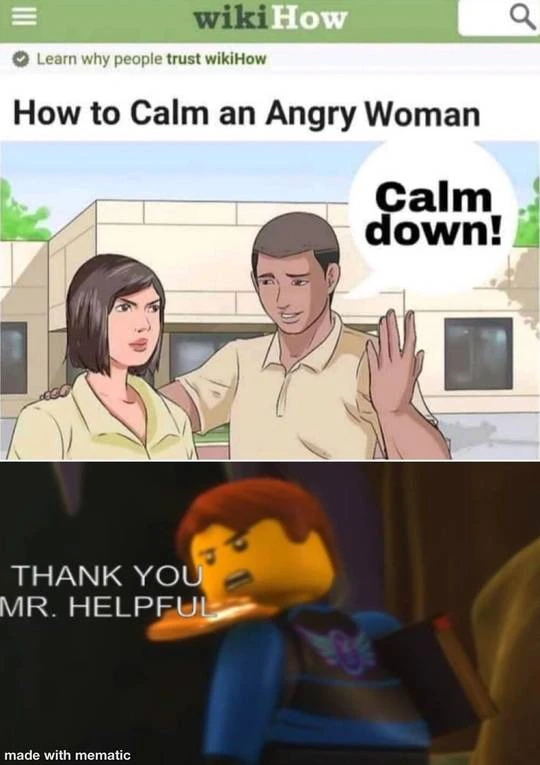 wikiHow
Learn why people trust wikiHow
How to Calm an Angry Woman
Calm
down!
THANK YOU
MR. HELPFUL
made with mematic